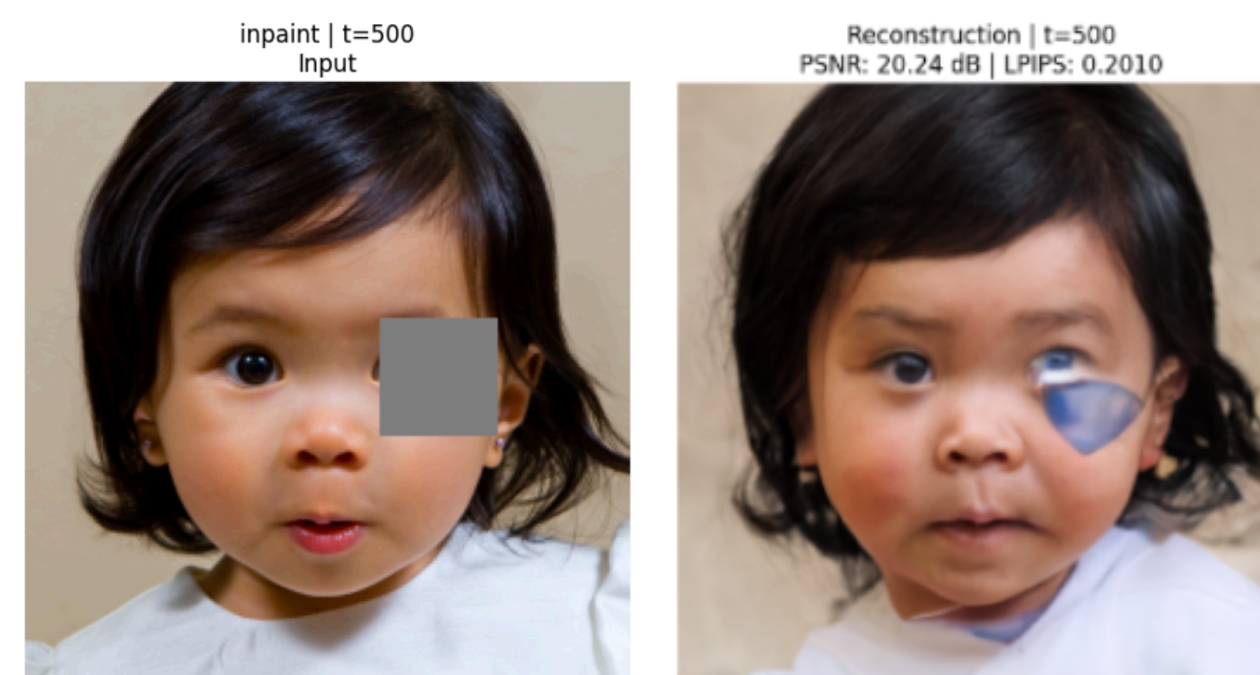 inpaint | t=500
Input
Reconstruction | t=500
PSNR: 20.24 dB | LPIPS: 0.2010